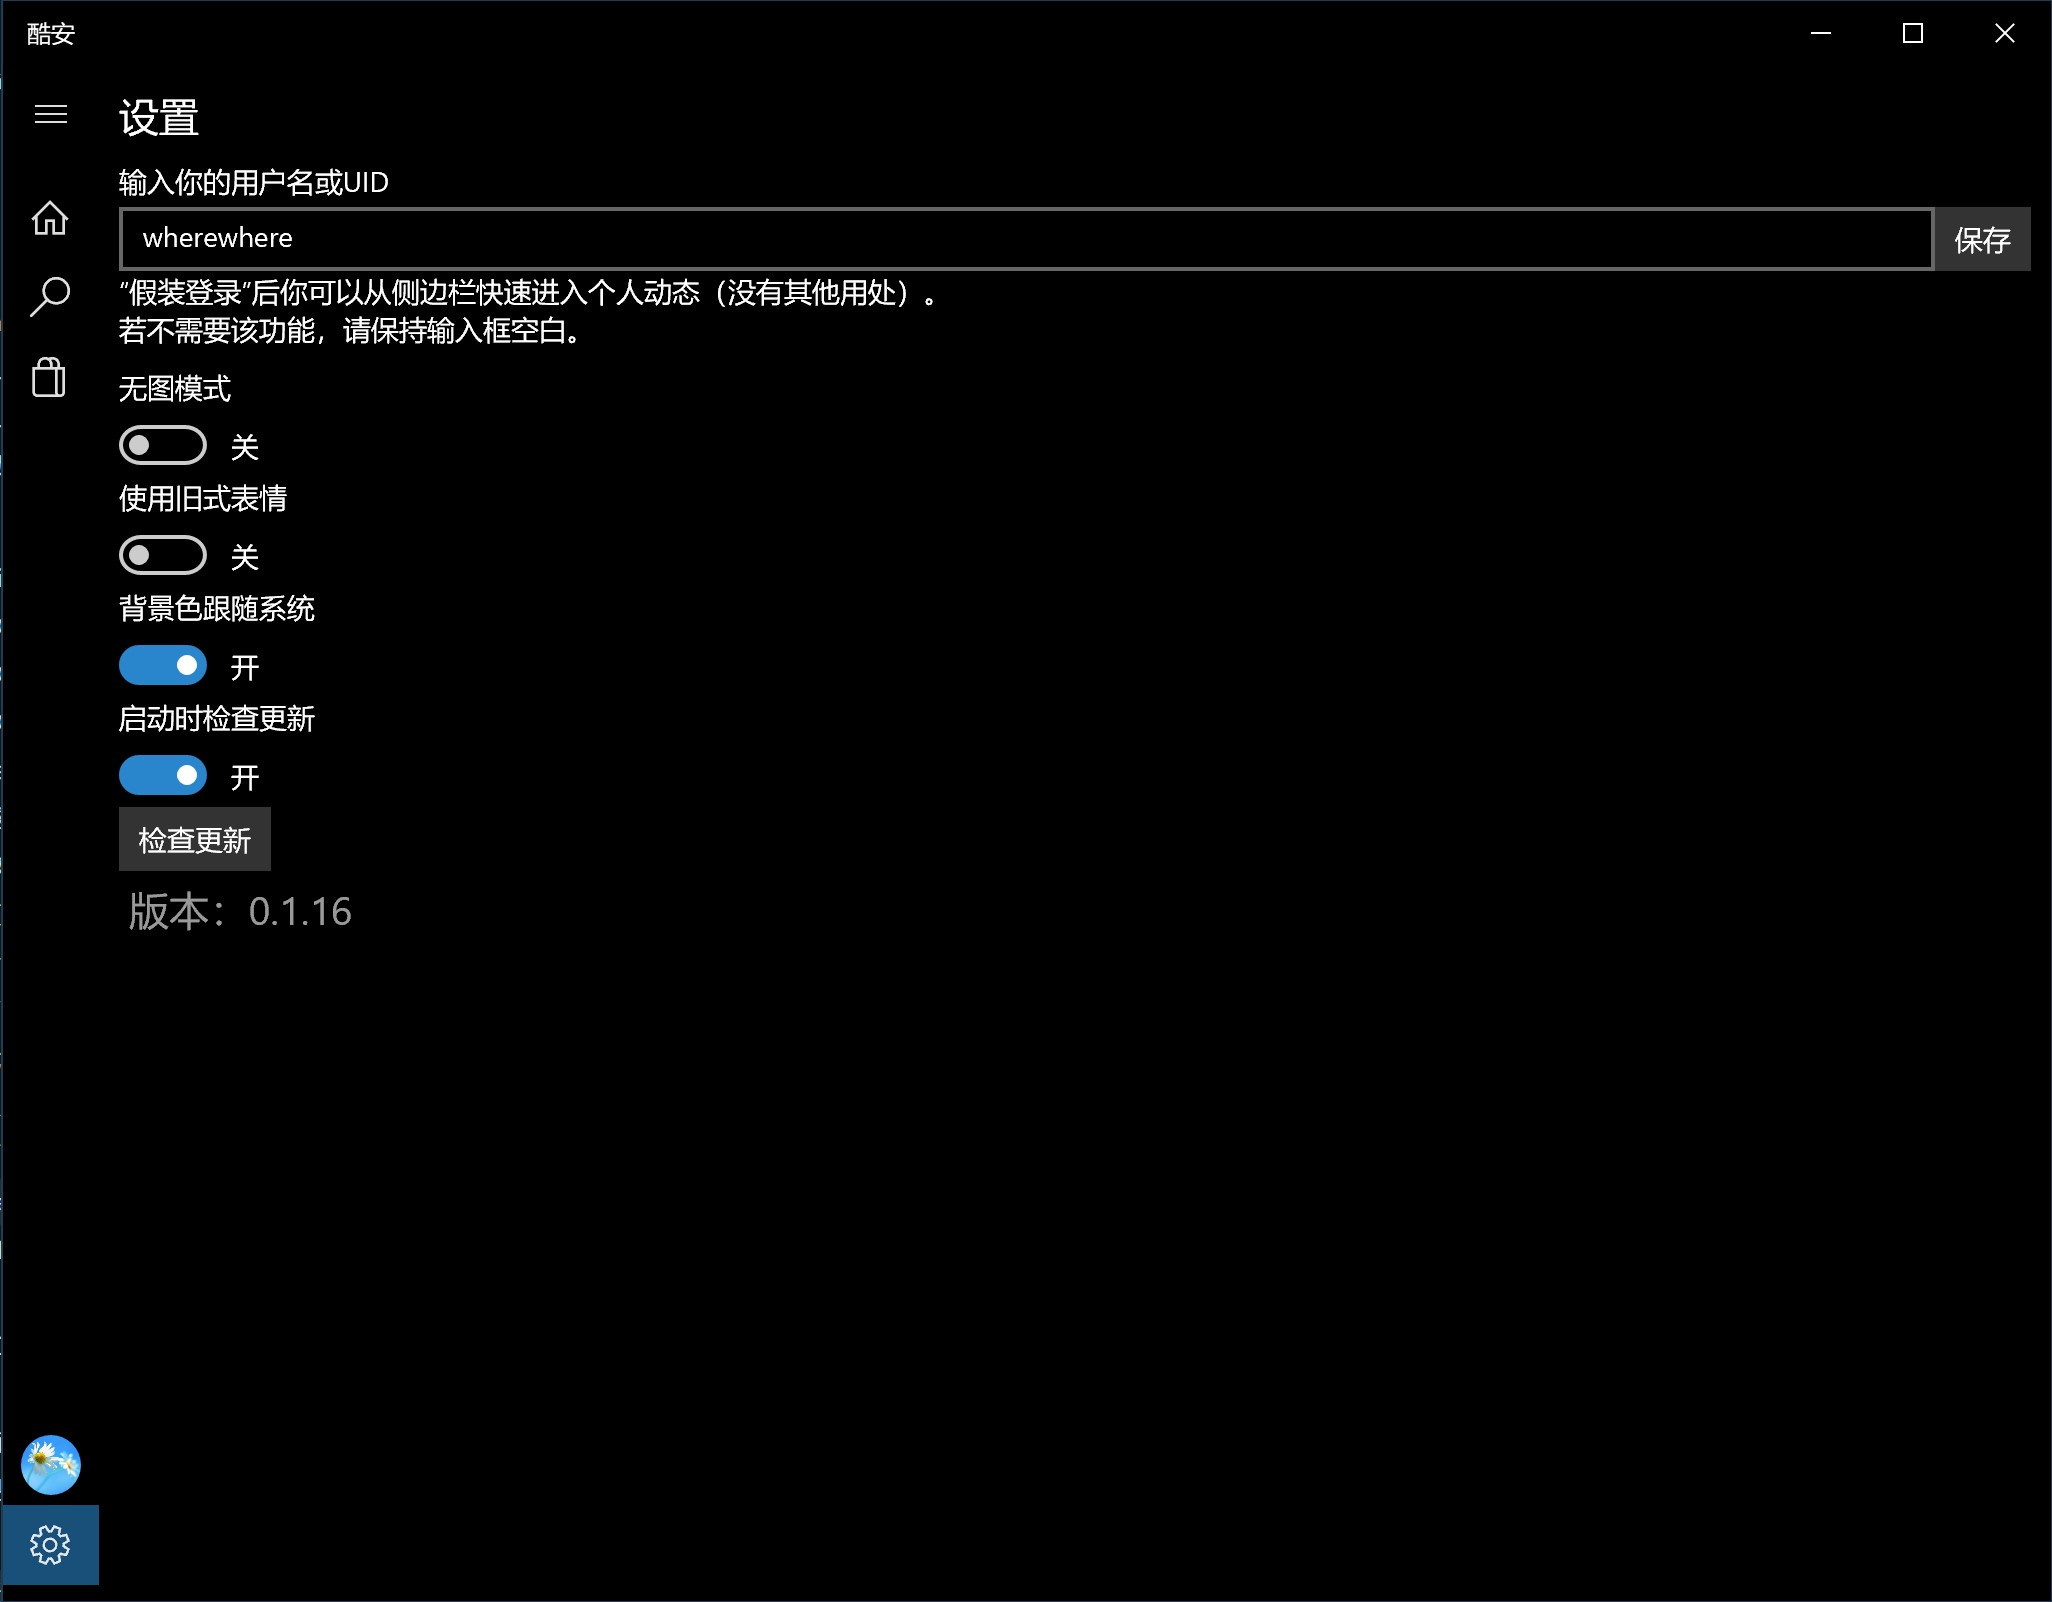 酷安
设置
输入你的用户名或UID
wherewhere
保存
“假装登录”后你可以从侧边栏快速进入个人动态（没有其他用处）。
若不需要该功能，请保持输入框空白。
无图模式
关
使用旧式表情
关
背景色跟随系统
开
启动时检查更新
开
检查更新
版本：0.1.16